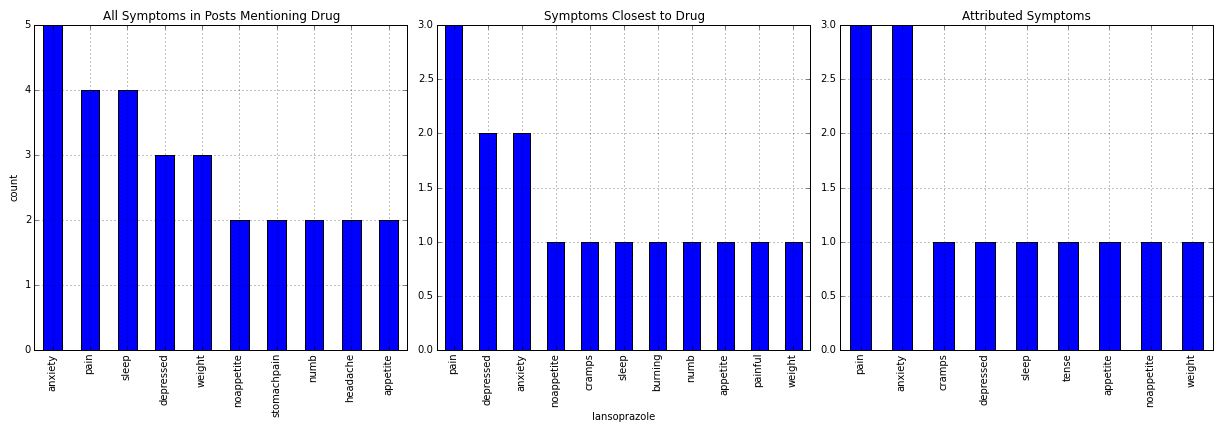 All Symptoms in Posts Mentioning Drug
count
5
4
3
2
1
0
anxiety
pain
sleep
depressed
weight
noappetite
stomachpain
numb
headache
appetite
Symptoms Closest to Drug
3.0
2.5
2.0
1.5
1.0
0.5
0.0
pain
depressed
anxiety
noappetite
cramps
sleep
burning
numb
appetite
painful
weight
lansoprazole
Attributed Symptoms
3.0
2.5
2.0
1.5
1.0
0.5
0.0
pain
anxiety
cramps
depressed
sleep
tense
appetite
noappetite
weight